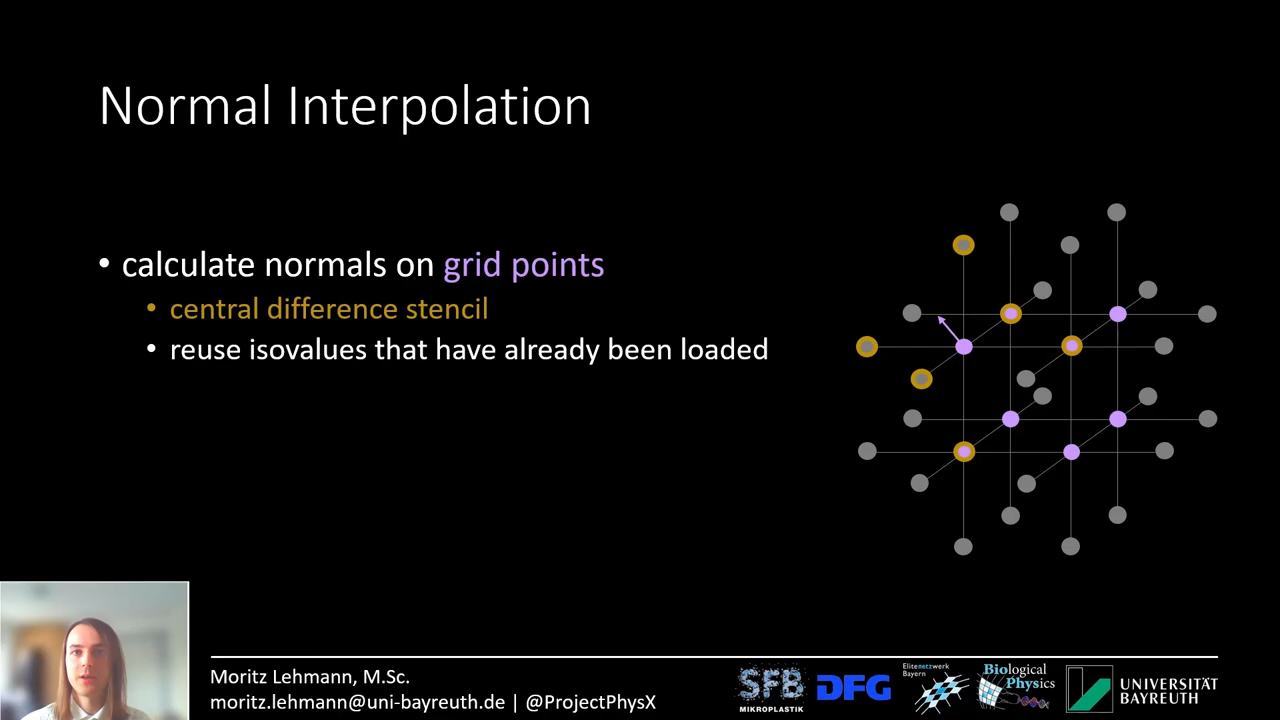 Normal Interpolation
• calculate normals on grid points
• central difference stencil
• reuse isovalues that have already been loaded
Moritz Lehmann, M.Sc.
moritz.lehmann@uni-bayreuth.de | @ProjectPhysX
SFB
MIKROPLASTIK
DFG
Elitenetzwerk
Bayern
Biological
Physics
UNIVERSITÄT
BAYREUTH